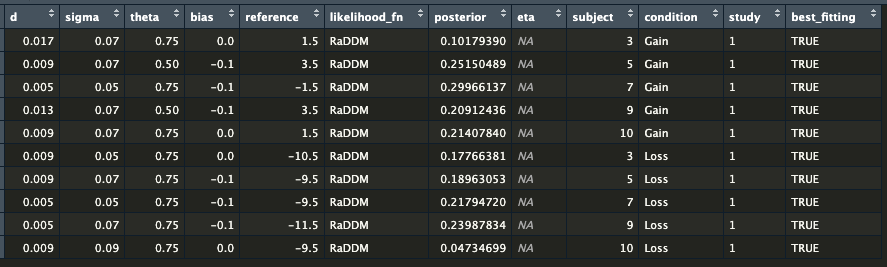 d sigma theta bias reference likelihood_fn posterior eta subject condition study best_fitting
0.017 0.07 0.75 0.0 1.5 RaDDM 0.10179390 NA 3 Gain 1 TRUE
0.009 0.07 0.50 -0.1 3.5 RaDDM 0.25150489 NA 5 Gain 1 TRUE
0.005 0.05 0.75 -0.1 -1.5 RaDDM 0.29966137 NA 7 Gain 1 TRUE
0.013 0.07 0.50 -0.1 3.5 RaDDM 0.20912436 NA 9 Gain 1 TRUE
0.009 0.07 0.75 0.0 1.5 RaDDM 0.21407840 NA 10 Gain 1 TRUE
0.009 0.05 0.75 0.0 -10.5 RaDDM 0.17766381 NA 3 Loss 1 TRUE
0.009 0.07 0.75 -0.1 -9.5 RaDDM 0.18963053 NA 5 Loss 1 TRUE
0.005 0.05 0.75 -0.1 -9.5 RaDDM 0.21794720 NA 7 Loss 1 TRUE
0.005 0.07 0.75 -0.1 -11.5 RaDDM 0.23987834 NA 9 Loss 1 TRUE
0.009 0.09 0.75 0.0 -9.5 RaDDM 0.04734699 NA 10 Loss 1 TRUE